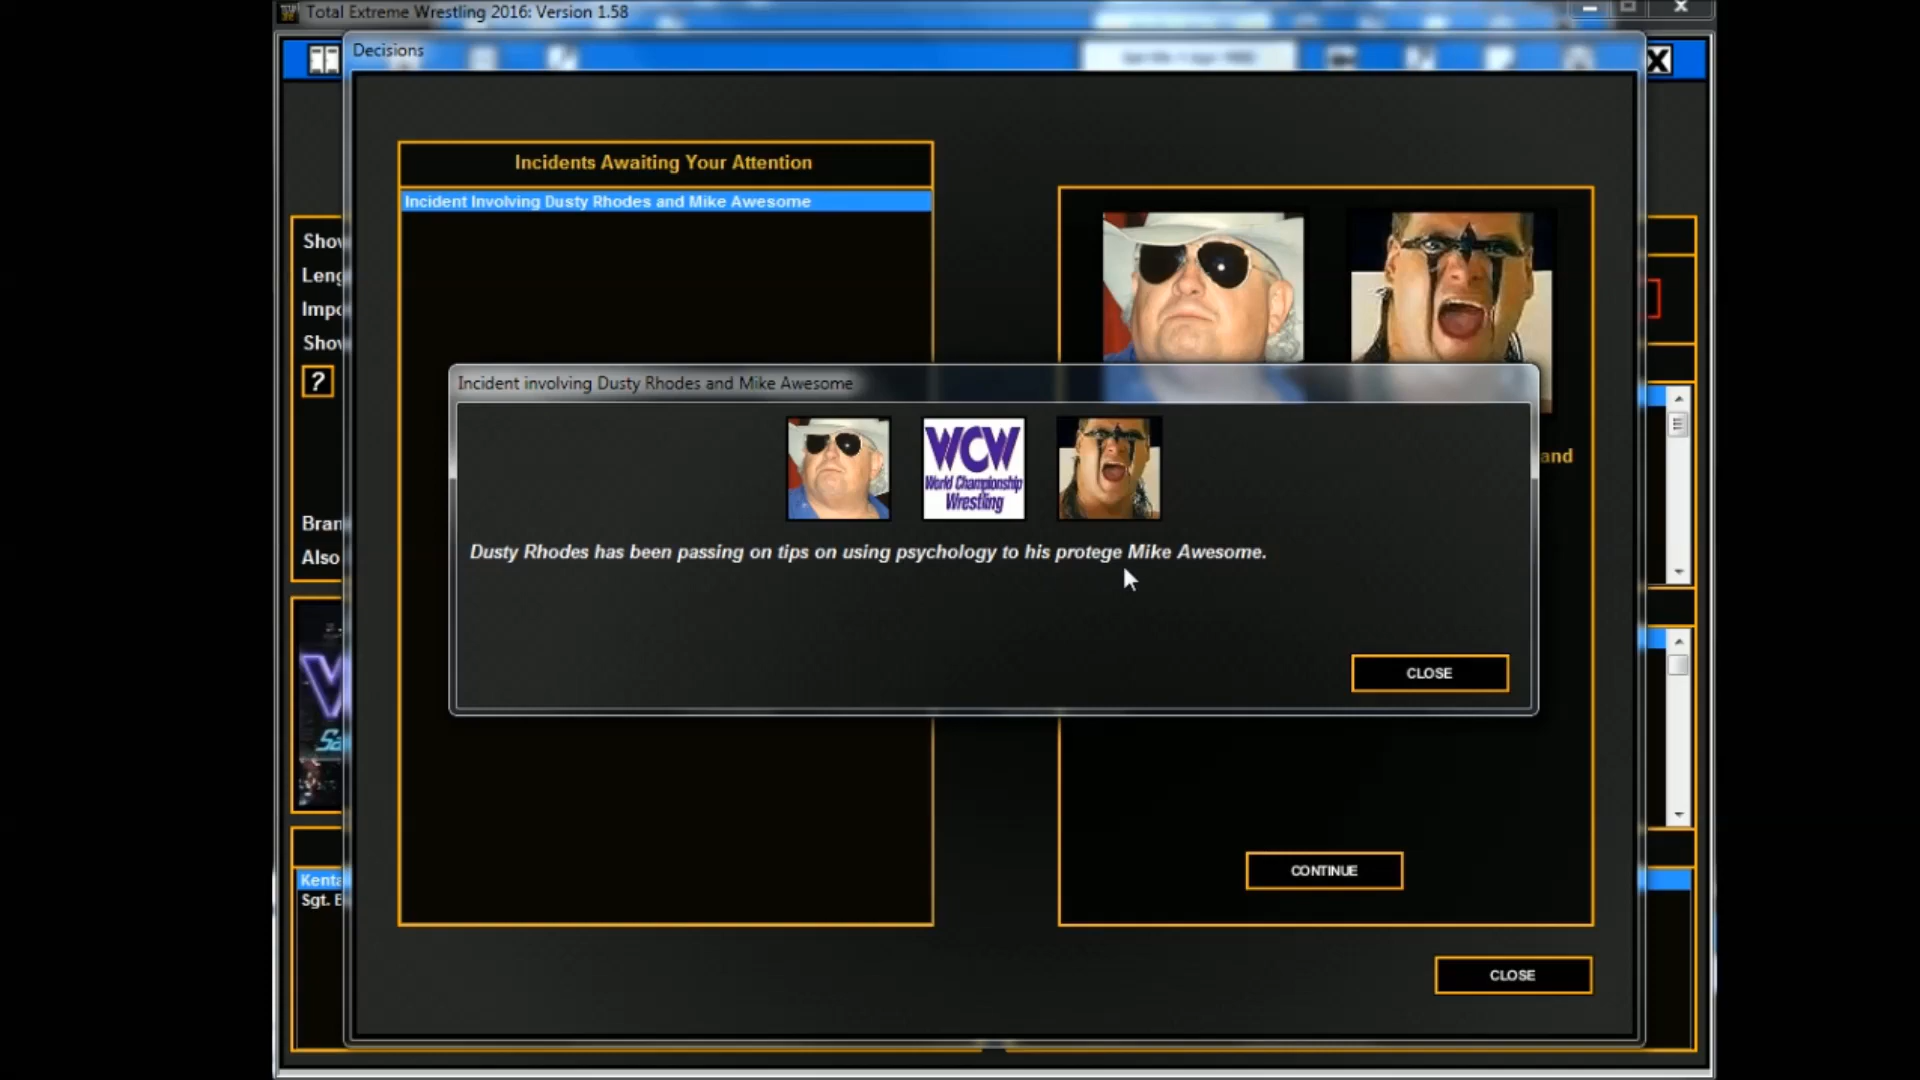 Total Extreme Wrestling 2016: Version 1.58
Decisions
X
Incidents Awaiting Your Attention
Incident Involving Dusty Rhodes and Mike Awesome
?
and
Incident involving Dusty Rhodes and Mike Awesome
WCW
World Championship
Wrestling
Dusty Rhodes has been passing on tips on using psychology to his protege Mike Awesome.
CLOSE
CONTINUE
Sgt.
CLOSE